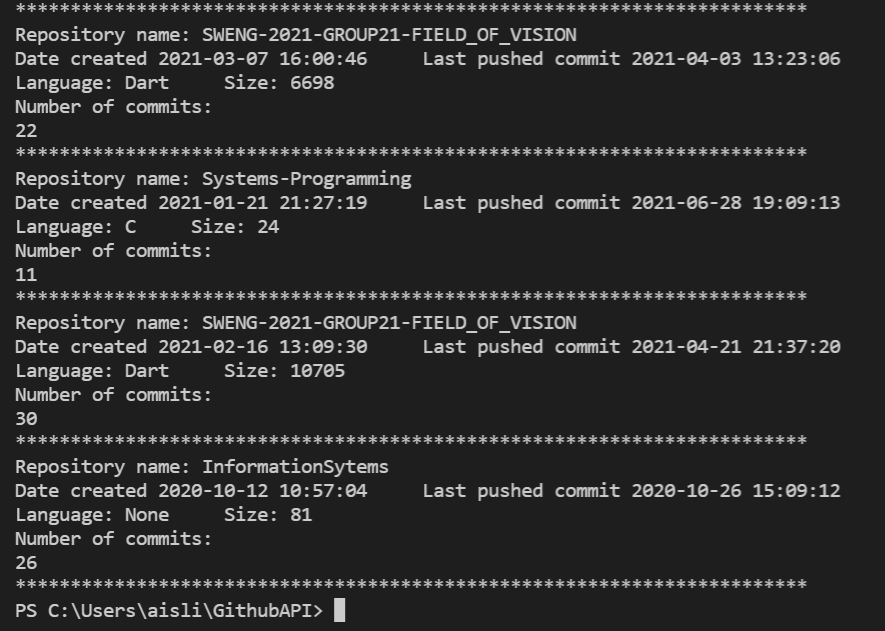 ************************************************************************
Repository name: SWENG-2021-GROUP21-FIELD_OF_VISION
Date created 2021-03-07 16:00:46     Last pushed commit 2021-04-03 13:23:06
Language: Dart     Size: 6698
Number of commits:
22
************************************************************************
Repository name: Systems-Programming
Date created 2021-01-21 21:27:19     Last pushed commit 2021-06-28 19:09:13
Language: C     Size: 24
Number of commits:
11
************************************************************************
Repository name: SWENG-2021-GROUP21-FIELD_OF_VISION
Date created 2021-02-16 13:09:30     Last pushed commit 2021-04-21 21:37:20
Language: Dart     Size: 10705
Number of commits:
30
************************************************************************
Repository name: InformationSytems
Date created 2020-10-12 10:57:04     Last pushed commit 2020-10-26 15:09:12
Language: None     Size: 81
Number of commits:
26
************************************************************************
PS C:\Users\aisli\GithubAPI>